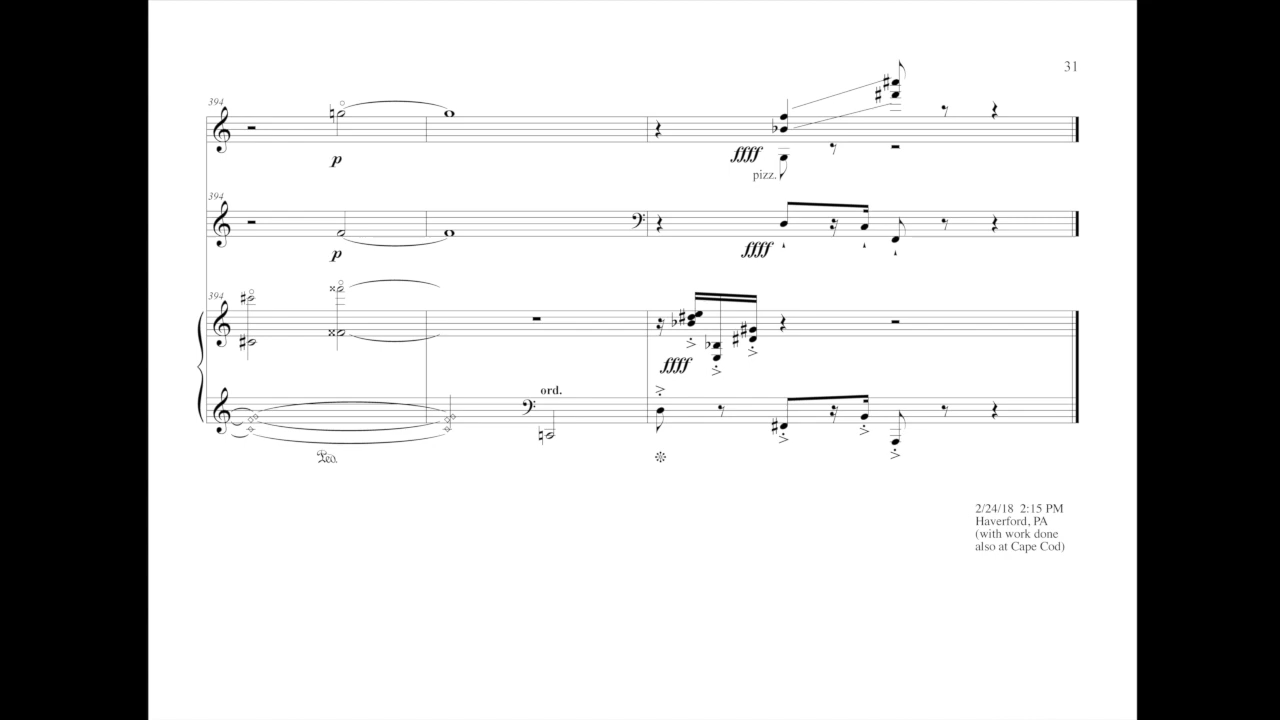 31
394
p
ffff
pizz.
394
p
ffff
394
ffff
ord.
Ped.
2/24/18 2:15 PM
Haverford, PA
(with work done
also at Cape Cod)